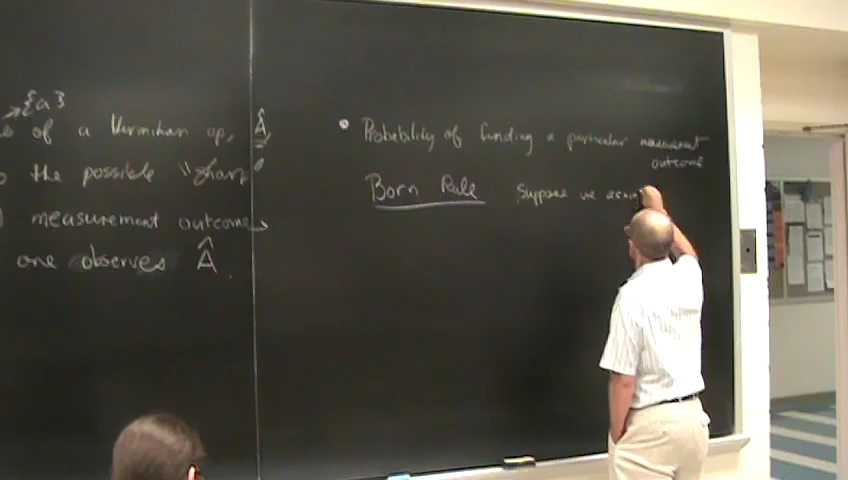 {a}
of a Hermitian op, Â,
the possible "sharp"
measurement outcomes
one observes Â.
• Probability of finding a particular measurement
outcome
Born Rule Suppose we